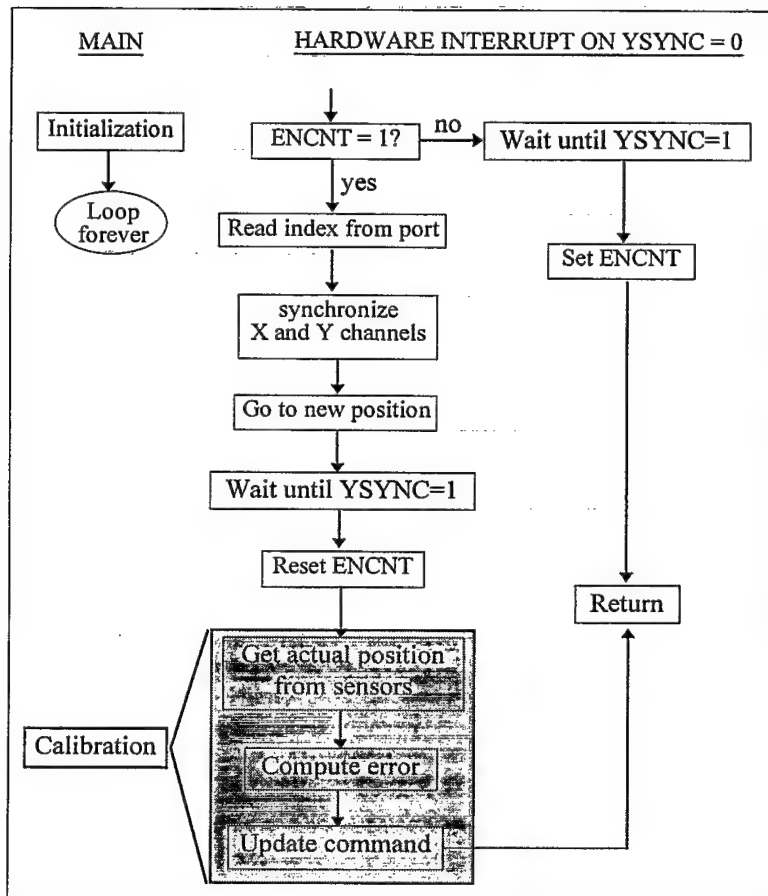 MAIN
HARDWARE INTERRUPT ON YSYNC = 0
Initialization
Loop
forever
ENCNT = 1?
no
Wait until YSYNC=1
yes
Read index from port
Set ENCNT
synchronize
X and Y channels
Go to new position
Wait until YSYNC=1
Reset ENCNT
Return
Get actual position
from sensors
Calibration
Compute error
Update command